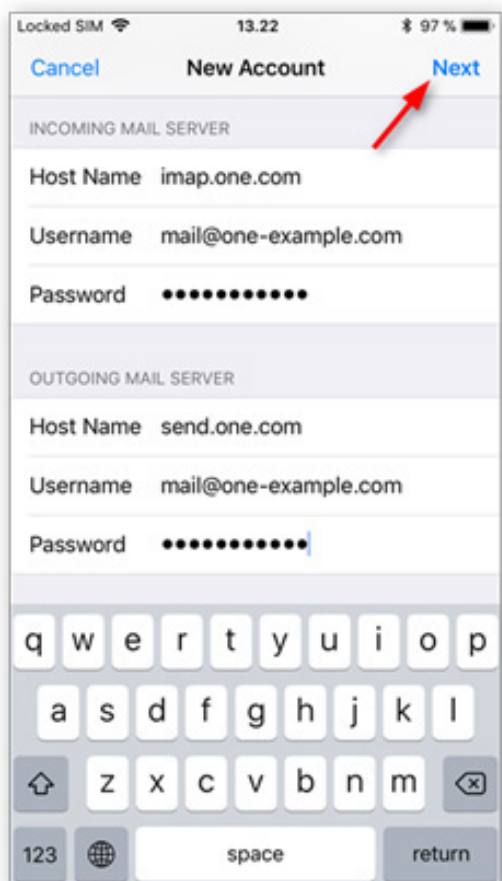 Locked SIM 13.22 97 %
Cancel New Account Next
INCOMING MAIL SERVER
Host Name imap.one.com
Username mail@one-example.com
Password •••••••••••
OUTGOING MAIL SERVER
Host Name send.one.com
Username mail@one-example.com
Password •••••••••••
q w e r t y u i o p
a s d f g h j k l
z x c v b n m
123 space return